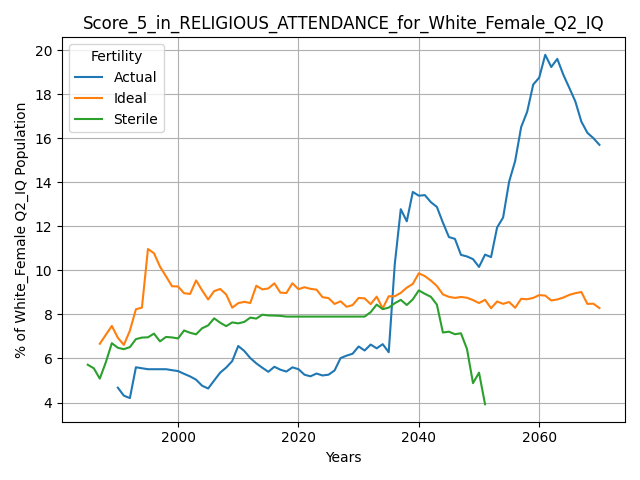 Score_5_in_RELIGIOUS_ATTENDANCE_for_White_Female_Q2_IQ
Fertility
Actual
Ideal
Sterile
% of White_Female Q2_IQ Population
20
18
16
14
12
10
8
6
4
2000
2020
2040
2060
Years